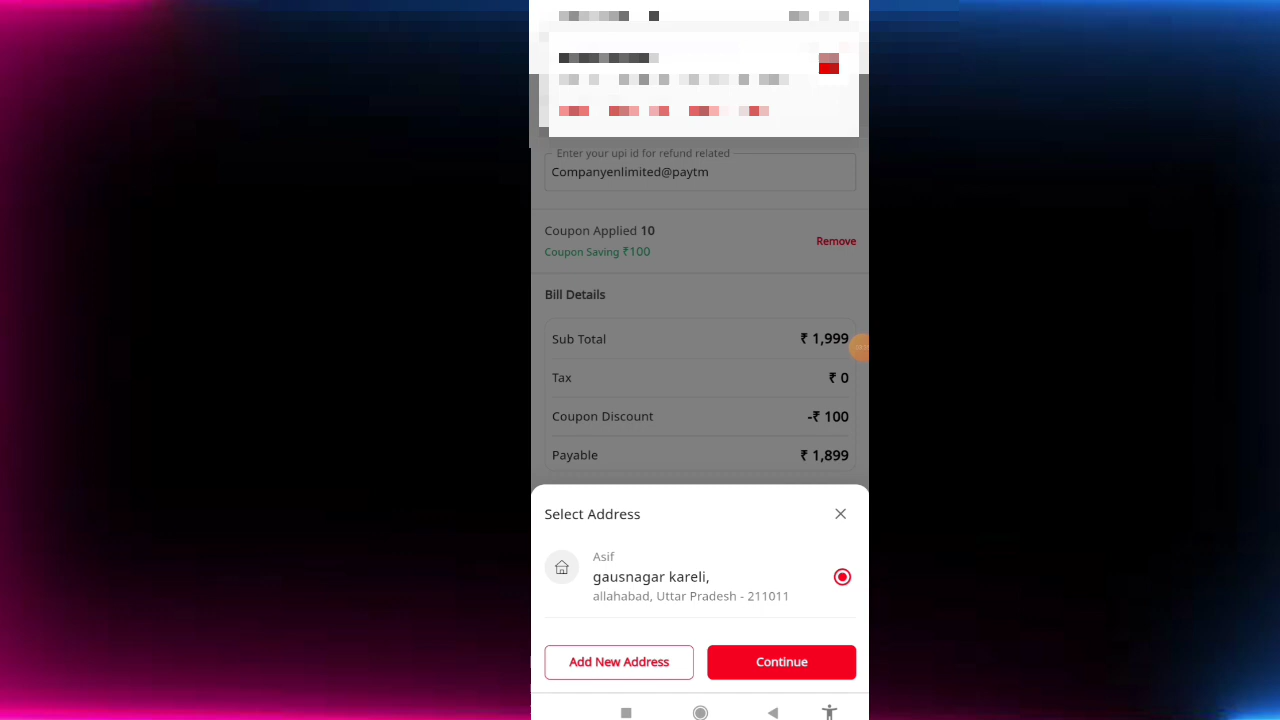 Enter your upi id for refund related
Companyenlimited@paytm
Coupon Applied 10
Coupon Saving ₹100
Remove
Bill Details
Sub Total ₹ 1,999
Tax ₹ 0
Coupon Discount -₹ 100
Payable ₹ 1,899
Select Address
Asif
gausnagar kareli,
allahabad, Uttar Pradesh - 211011
Add New Address Continue